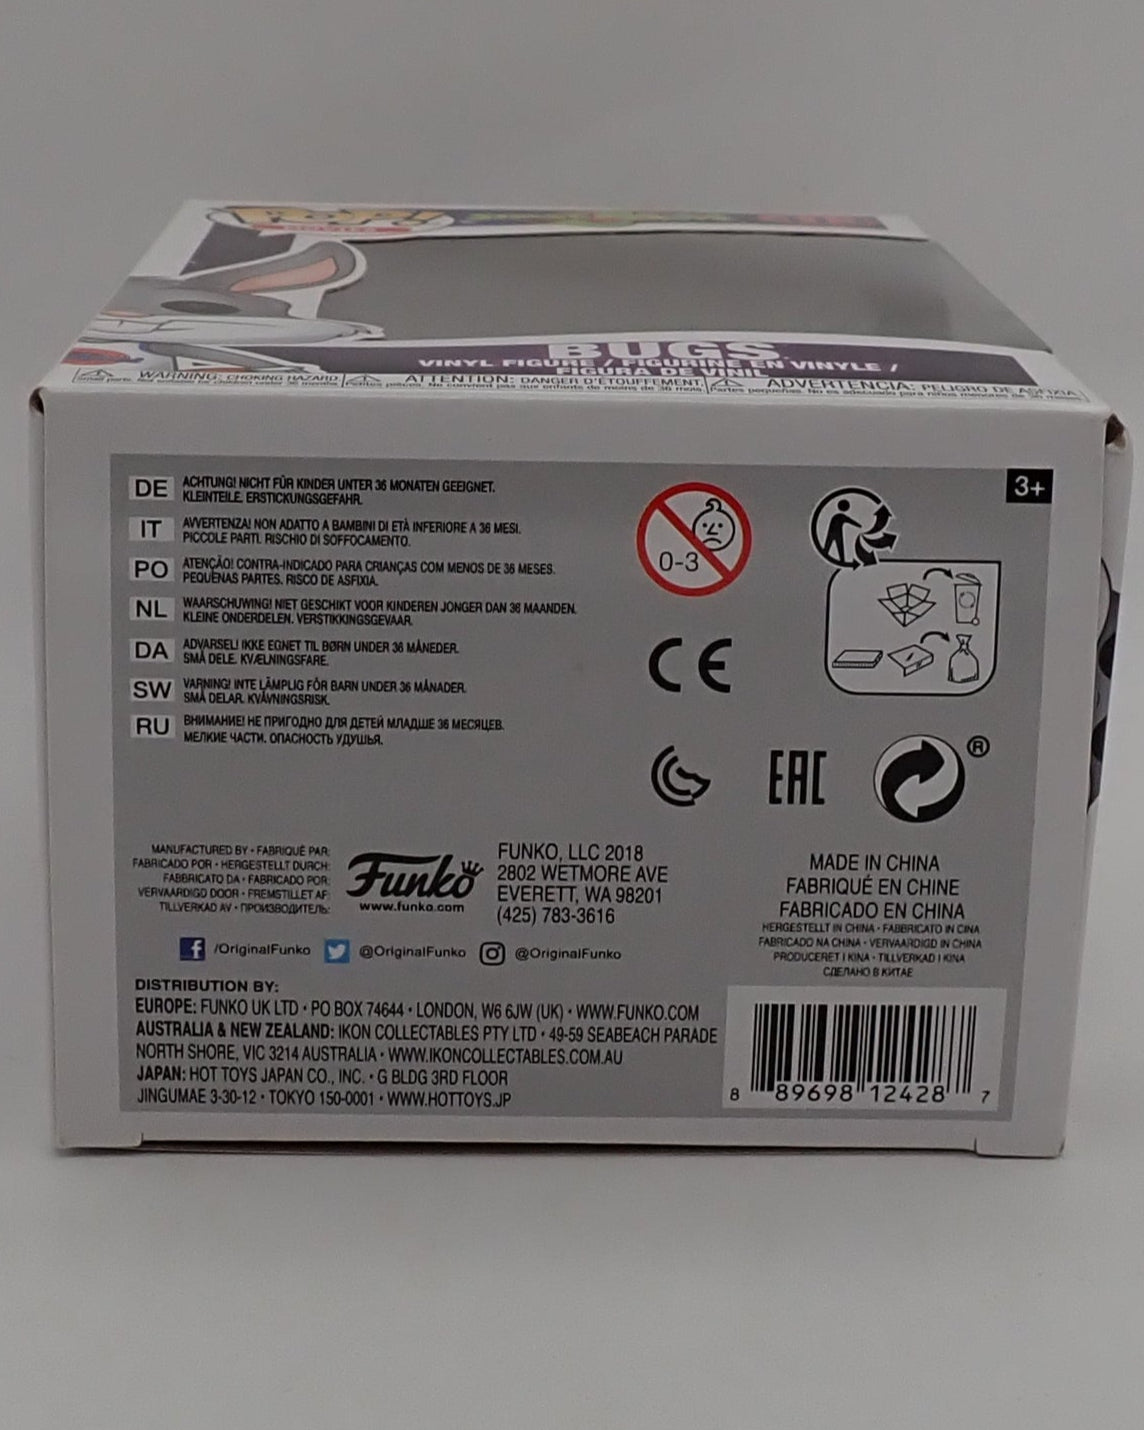 POP!
BUGS
VINYL FIGURE / FIGURINE EN VINYLE /
FIGURA DE VINIL
WARNING: CHOKING HAZARD. ATTENTION: DANGER D'ÉTOUFFEMENT. ADVERTENCIA: PELIGRO DE ASFIXIA.
3+
DE ACHTUNG! NICHT FÜR KINDER UNTER 36 MONATEN GEEIGNET.
KLEINTEILE. ERSTICKUNGSGEFAHR.
IT AVVERTENZA! NON ADATTO A BAMBINI DI ETÀ INFERIORE A 36 MESI.
PICCOLE PARTI. RISCHIO DI SOFFOCAMENTO.
PO ATENÇÃO! CONTRA-INDICADO PARA CRIANÇAS COM MENOS DE 36 MESES.
PEQUENAS PARTES. RISCO DE ASFIXIA.
NL WAARSCHUWING! NIET GESCHIKT VOOR KINDEREN JONGER DAN 36 MAANDEN.
KLEINE ONDERDELEN. VERSTIKKINGSGEVAAR.
DA ADVARSEL! IKKE EGNET TIL BØRN UNDER 36 MÅNEDER.
SMÅ DELE. KVÆLNINGSFARE.
SW VARNING! INTE LÄMPLIG FÖR BARN UNDER 36 MÅNADER.
SMÅ DELAR. KVÄVNINGSRISK.
RU ВНИМАНИЕ! НЕ ПРИГОДНО ДЛЯ ДЕТЕЙ МЛАДШЕ 36 МЕСЯЦЕВ.
МЕЛКИЕ ЧАСТИ. ОПАСНОСТЬ УДУШЬЯ.
0-3
CE
EAC
®
MANUFACTURED BY • FABRIQUÉ PAR:
FABRICADO POR • HERGESTELLT DURCH:
FABBRICATO DA • FABRICADO POR:
VERVAARDIGD DOOR • FREMSTILLET AF:
TILLVERKAD AV • ПРОИЗВОДИТЕЛЬ:
Funko
www.funko.com
FUNKO, LLC 2018
2802 WETMORE AVE
EVERETT, WA 98201
(425) 783-3616
MADE IN CHINA
FABRIQUÉ EN CHINE
FABRICADO EN CHINA
HERGESTELLT IN CHINA • FABBRICATO IN CINA
FABRICADO NA CHINA • VERVAARDIGD IN CHINA
PRODUCERET I KINA • TILLVERKAD I KINA
СДЕЛАНО В КИТАЕ
f /OriginalFunko @OriginalFunko @OriginalFunko
DISTRIBUTION BY:
EUROPE: FUNKO UK LTD • PO BOX 74644 • LONDON, W6 6JW (UK) • WWW.FUNKO.COM
AUSTRALIA & NEW ZEALAND: IKON COLLECTABLES PTY LTD • 49-59 SEABEACH PARADE
NORTH SHORE, VIC 3214 AUSTRALIA • WWW.IKONCOLLECTABLES.COM.AU
JAPAN: HOT TOYS JAPAN CO., INC. • G BLDG 3RD FLOOR
JINGUMAE 3-30-12 • TOKYO 150-0001 • WWW.HOTTOYS.JP
8 89698 12428 7